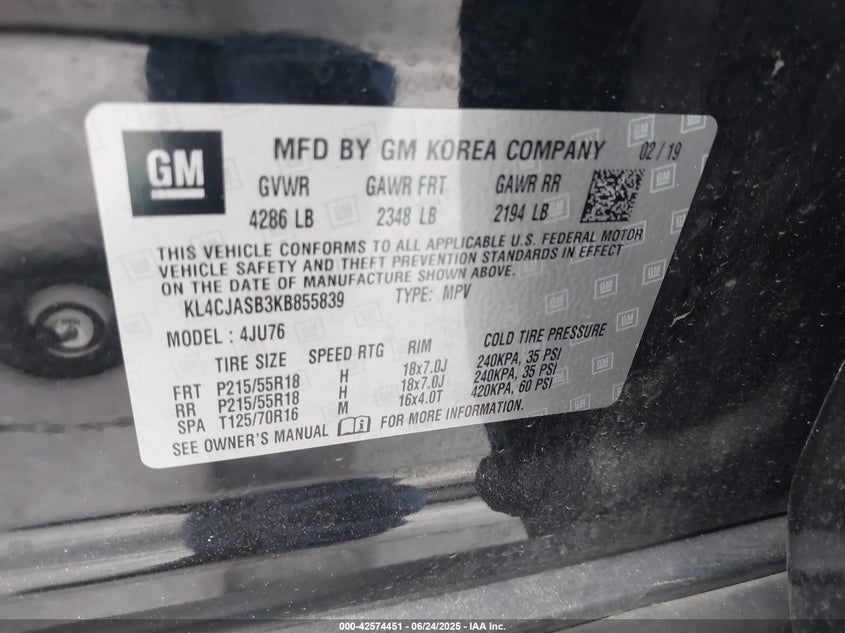 GM
MFD BY GM KOREA COMPANY 02/19
GVWR GAWR FRT GAWR RR
4286 LB 2348 LB 2194 LB
THIS VEHICLE CONFORMS TO ALL APPLICABLE U.S. FEDERAL MOTOR
VEHICLE SAFETY AND THEFT PREVENTION STANDARDS IN EFFECT
ON THE DATE OF MANUFACTURE SHOWN ABOVE.
KL4CJASB3KB855839 TYPE: MPV
MODEL: 4JU76
TIRE SIZE SPEED RTG RIM COLD TIRE PRESSURE
FRT P215/55R18 H 18x7.0J 240KPA, 35 PSI
RR P215/55R18 H 18x7.0J 240KPA, 35 PSI
SPA T125/70R16 M 16x4.0T 420KPA, 60 PSI
SEE OWNER'S MANUAL FOR MORE INFORMATION.
000-42574451 - 06/24/2025 - IAA Inc.